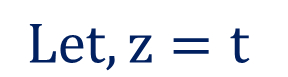 Let, z = t